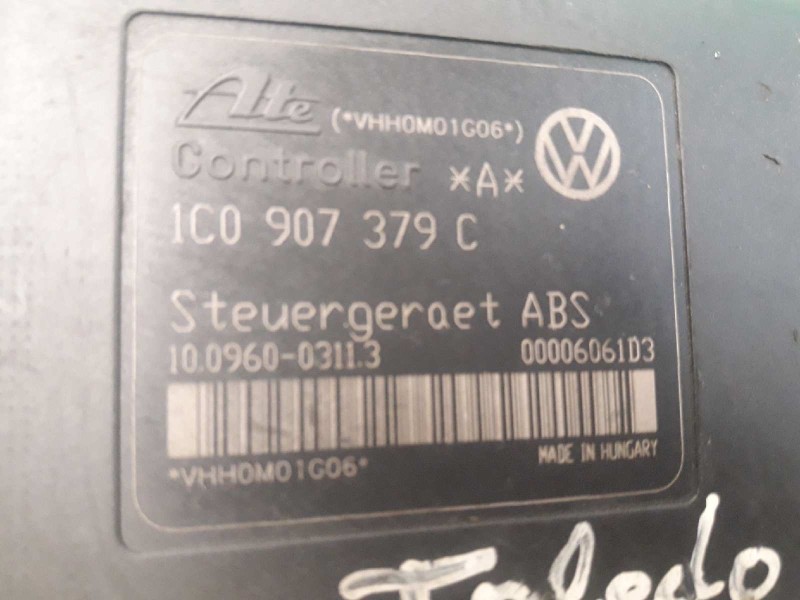 Ate (*VHH0M01G06*)
Controller *A*
1C0 907 379 C
Steuergeraet ABS
10.0960-0311.3 00006061D3
MADE IN HUNGARY
*VHH0M01G06*
Toledo